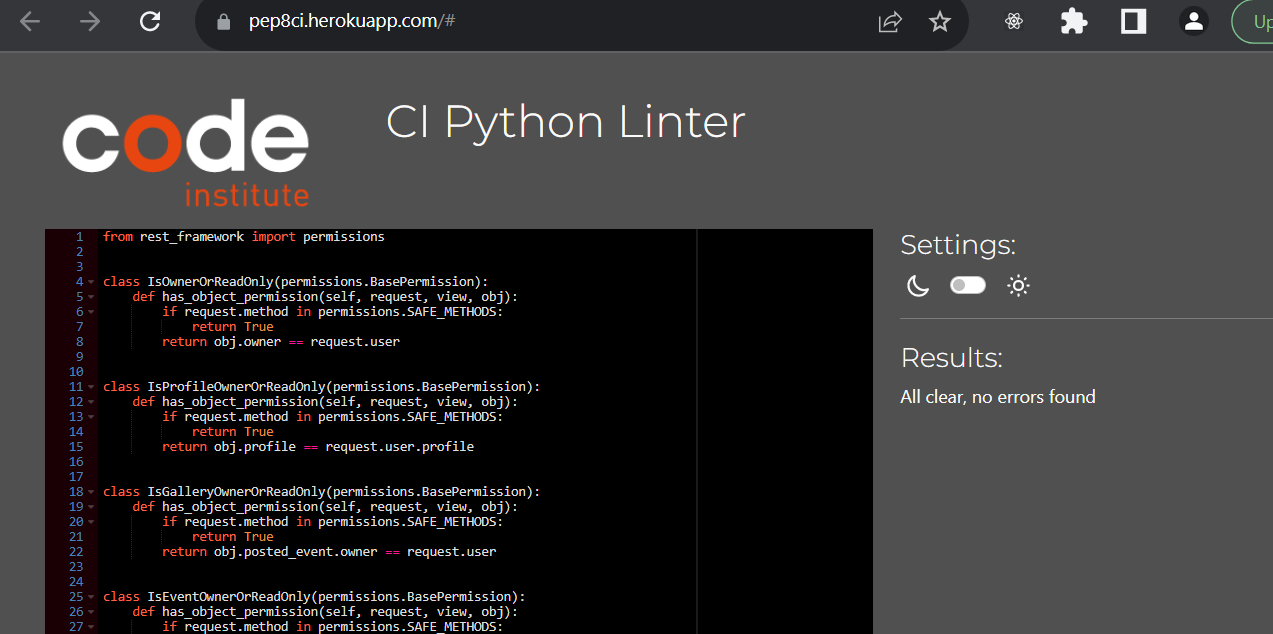 pep8ci.herokuapp.com/#
Up
code
institute
CI Python Linter
1 from rest_framework import permissions
2
3
4 class IsOwnerOrReadOnly(permissions.BasePermission):
5     def has_object_permission(self, request, view, obj):
6         if request.method in permissions.SAFE_METHODS:
7             return True
8         return obj.owner == request.user
9
10
11 class IsProfileOwnerOrReadOnly(permissions.BasePermission):
12     def has_object_permission(self, request, view, obj):
13         if request.method in permissions.SAFE_METHODS:
14             return True
15         return obj.profile == request.user.profile
16
17
18 class IsGalleryOwnerOrReadOnly(permissions.BasePermission):
19     def has_object_permission(self, request, view, obj):
20         if request.method in permissions.SAFE_METHODS:
21             return True
22         return obj.posted_event.owner == request.user
23
24
25 class IsEventOwnerOrReadOnly(permissions.BasePermission):
26     def has_object_permission(self, request, view, obj):
27         if request.method in permissions.SAFE_METHODS:
Settings:
Results:
All clear, no errors found